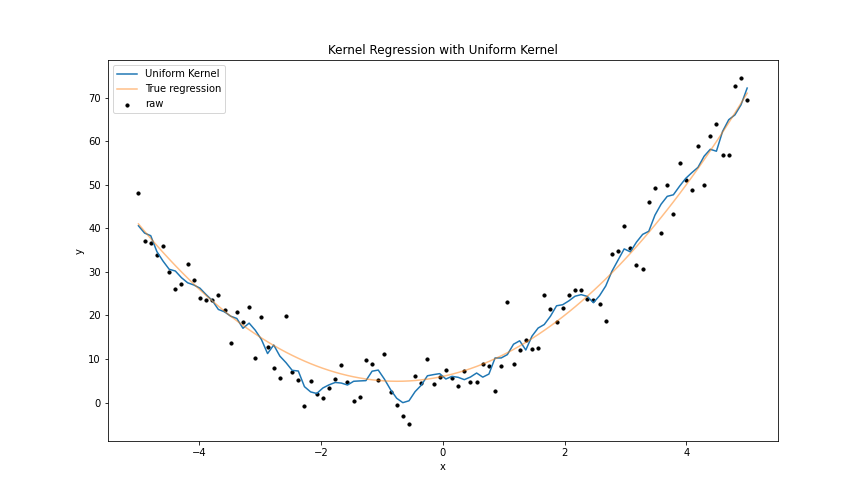 Kernel Regression with Uniform Kernel
Uniform Kernel
True regression
raw
70
60
50
40
30
20
10
0
y
−4 −2 0 2 4
x